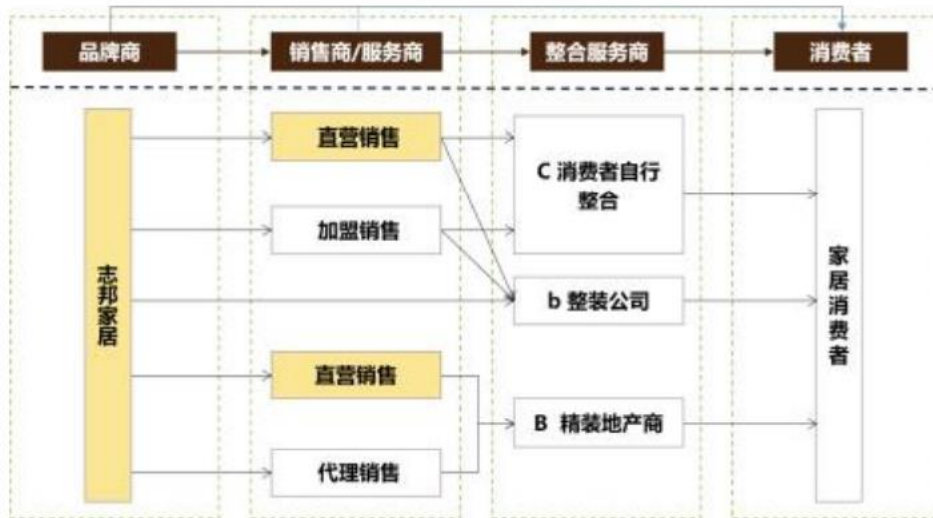 品牌商
销售商/服务商
整合服务商
消费者
直营销售
加盟销售
志邦家居
直营销售
代理销售
C 消费者自行
整合
b 整装公司
B 精装地产商
家居消费者